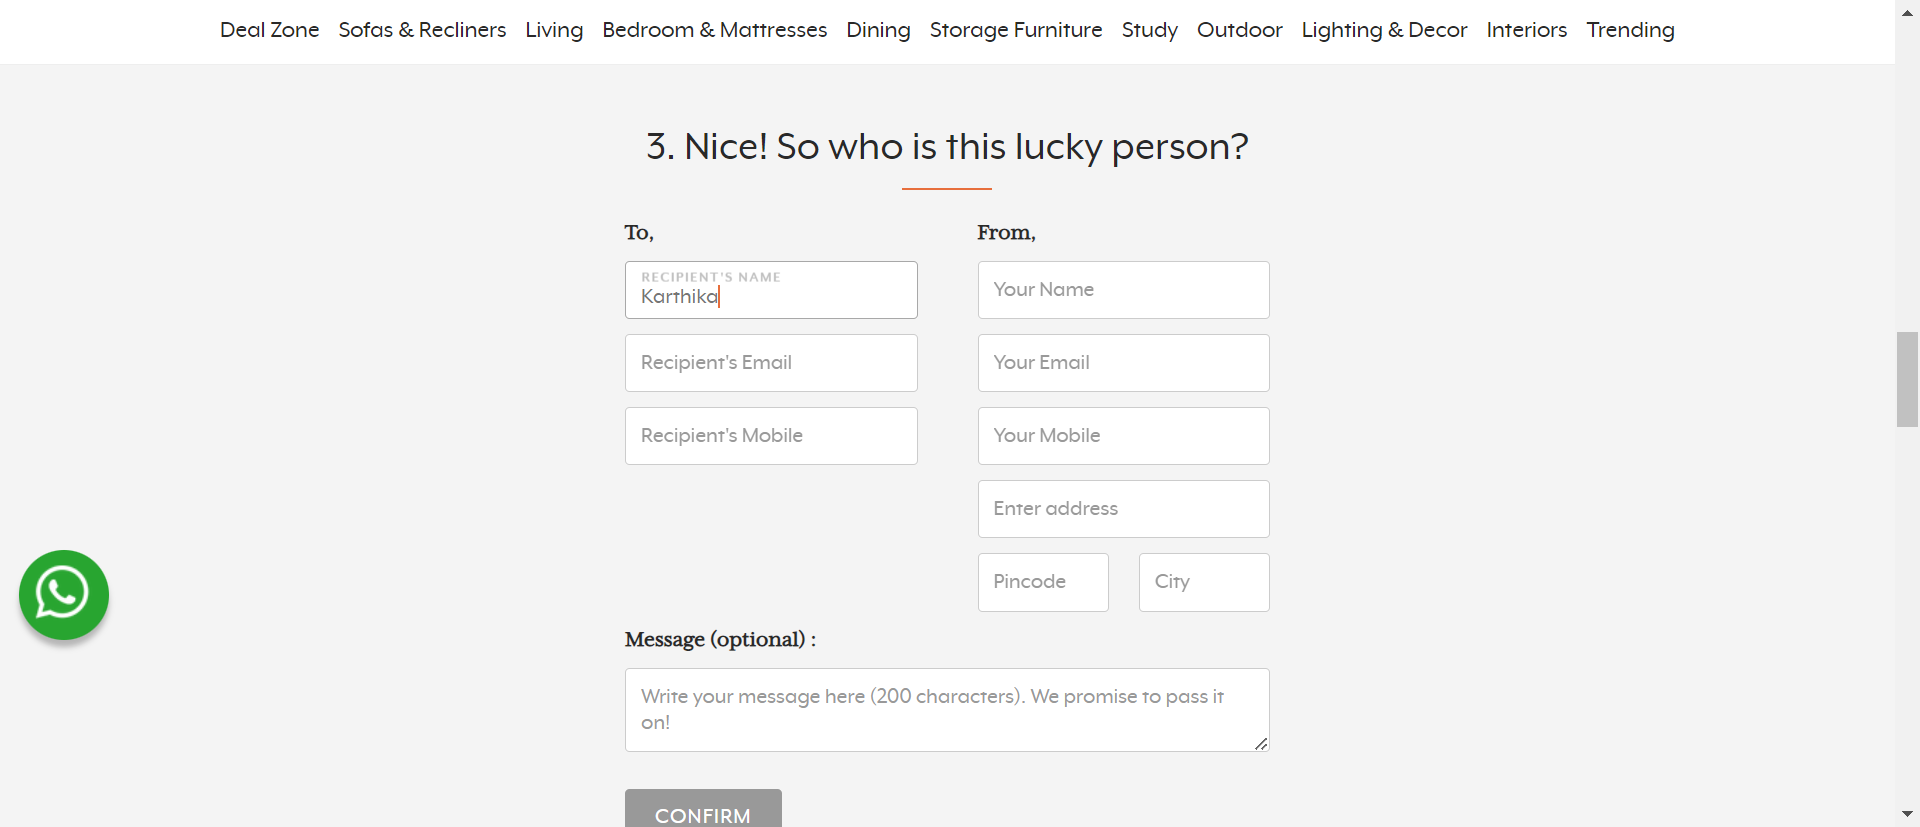 Deal Zone Sofas & Recliners Living Bedroom & Mattresses Dining Storage Furniture Study Outdoor Lighting & Decor Interiors Trending
3. Nice! So who is this lucky person?
To,
From,
RECIPIENT'S NAME
Karthika
Your Name
Recipient's Email
Your Email
Recipient's Mobile
Your Mobile
Enter address
Pincode
City
Message (optional) :
Write your message here (200 characters). We promise to pass it
on!
CONFIRM